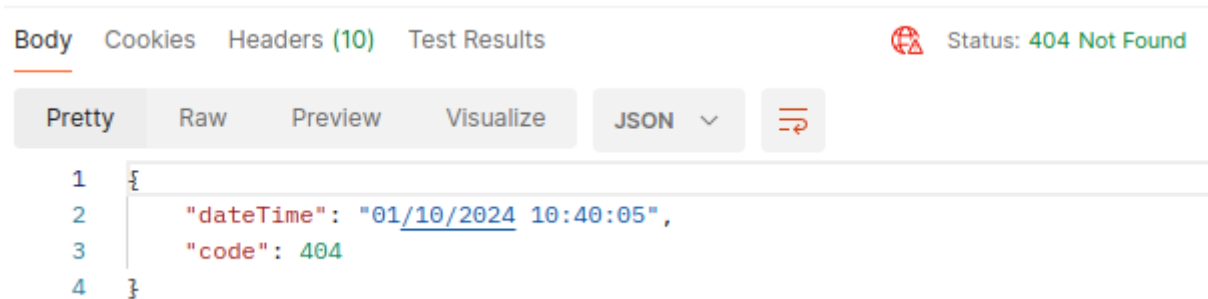 Body Cookies Headers (10) Test Results Status: 404 Not Found
Pretty Raw Preview Visualize JSON
1 {
2 "dateTime": "01/10/2024 10:40:05",
3 "code": 404
4 }